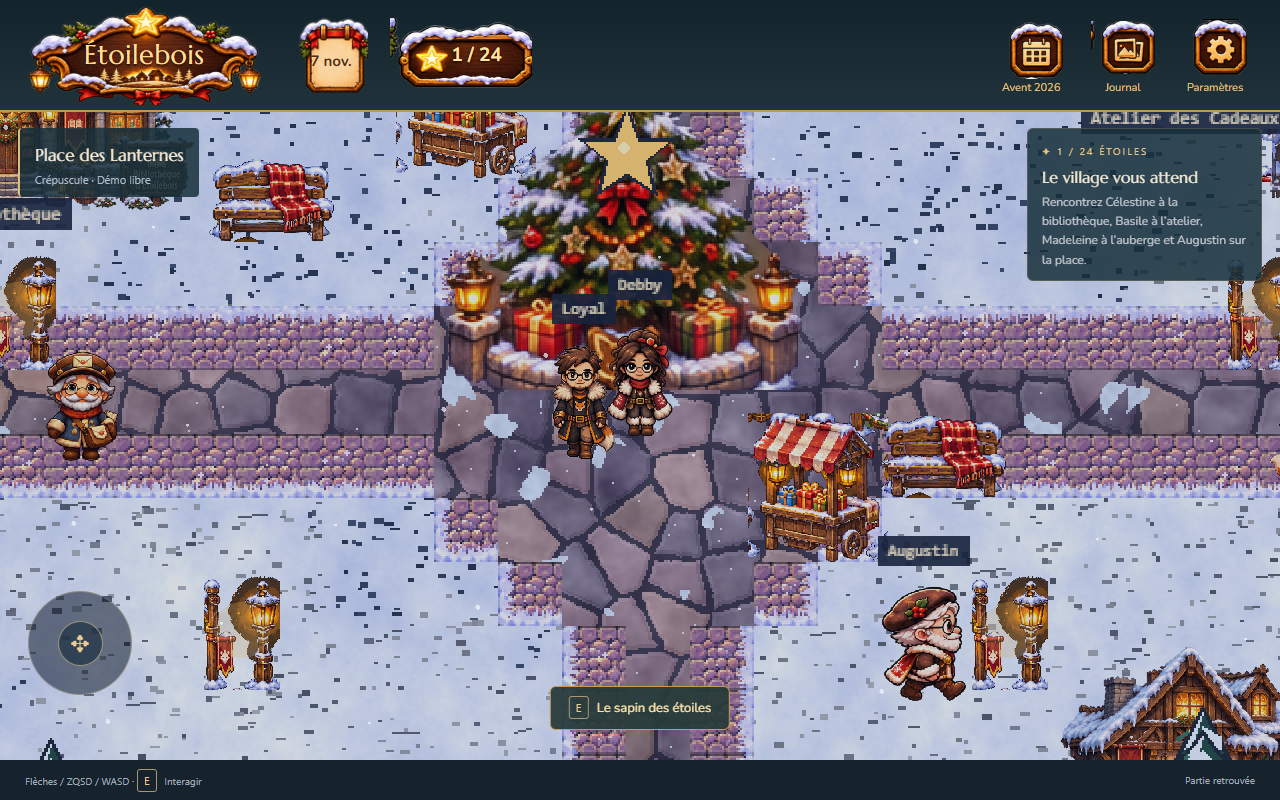 Étoilebois
7 nov.
1 / 24
Avent 2026
Journal
Paramètres
Place des Lanternes
Crépuscule · Démo libre
Atelier des Cadeaux
✦ 1 / 24 ÉTOILES
Le village vous attend
Rencontrez Célestine à la
bibliothèque, Basile à l'atelier,
Madeleine à l'auberge et Augustin sur
la place.
othèque
Debby
Loyal
Augustin
E Le sapin des étoiles
Flèches / ZQSD / WASD · E Interagir
Partie retrouvée